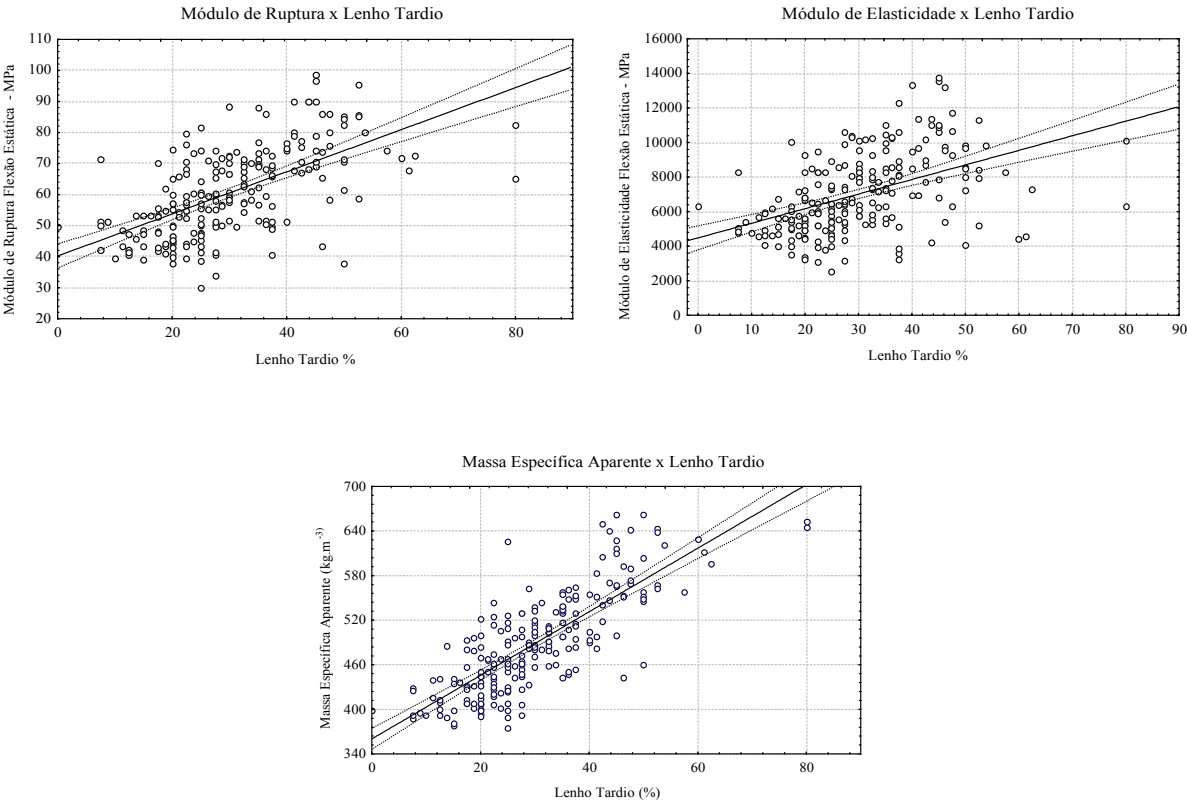 Módulo de Ruptura x Lenho Tardio
Módulo de Ruptura Flexão Estática - MPa
110
100
90
80
70
60
50
40
30
20
0 20 40 60 80
Lenho Tardio %
Módulo de Elasticidade x Lenho Tardio
Módulo de Elasticidade Flexão Estática - MPa
16000
14000
12000
10000
8000
6000
4000
2000
0
0 10 20 30 40 50 60 70 80 90
Lenho Tardio %
Massa Específica Aparente x Lenho Tardio
Massa Específica Aparente (kg.m⁻³)
700
640
580
520
460
400
340
0 20 40 60 80
Lenho Tardio (%)